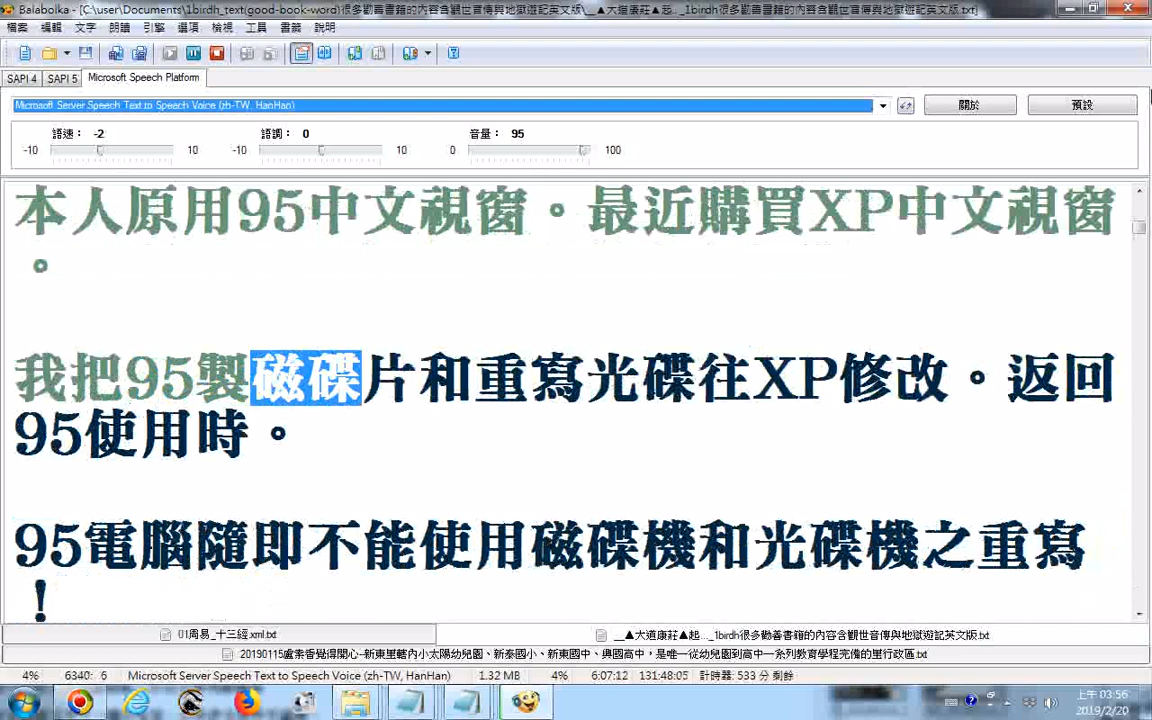 Balabolka - [C:\user\Documents\1birdh_text(good-book-word)很多勸善書籍的內容含觀世音傳與地獄遊記英文版\__▲大道康莊▲起..._1birdh很多勸善書籍的內容含觀世音傳與地獄遊記英文版.txt]
檔案 編輯 文字 朗讀 引擎 選項 檢視 工具 書籤 說明
SAPI 4 SAPI 5 Microsoft Speech Platform
Microsoft Server Speech Text to Speech Voice (zh-TW, HanHan) 關於 預設
語速： -2 語調： 0 音量： 95
-10 10 -10 10 0 100
本人原用95中文視窗。最近購買XP中文視窗
。
我把95製磁碟片和重寫光碟往XP修改。返回
95使用時。
95電腦隨即不能使用磁碟機和光碟機之重寫
！
01周易_十三經.xml.txt __▲大道康莊▲起..._1birdh很多勸善書籍的內容含觀世音傳與地獄遊記英文版.txt
20190115盧素香覺得開心-新東里轄內小太陽幼兒園、新泰國小、新東國中、興國高中，是唯一從幼兒園到高中一系列教育學程完備的里行政區.txt
4% 6340: 6 Microsoft Server Speech Text to Speech Voice (zh-TW, HanHan) 1.32 MB 4% 6:07:12 131:48:05 計時器: 533 分 剩餘
上午 03:56
2019/2/20